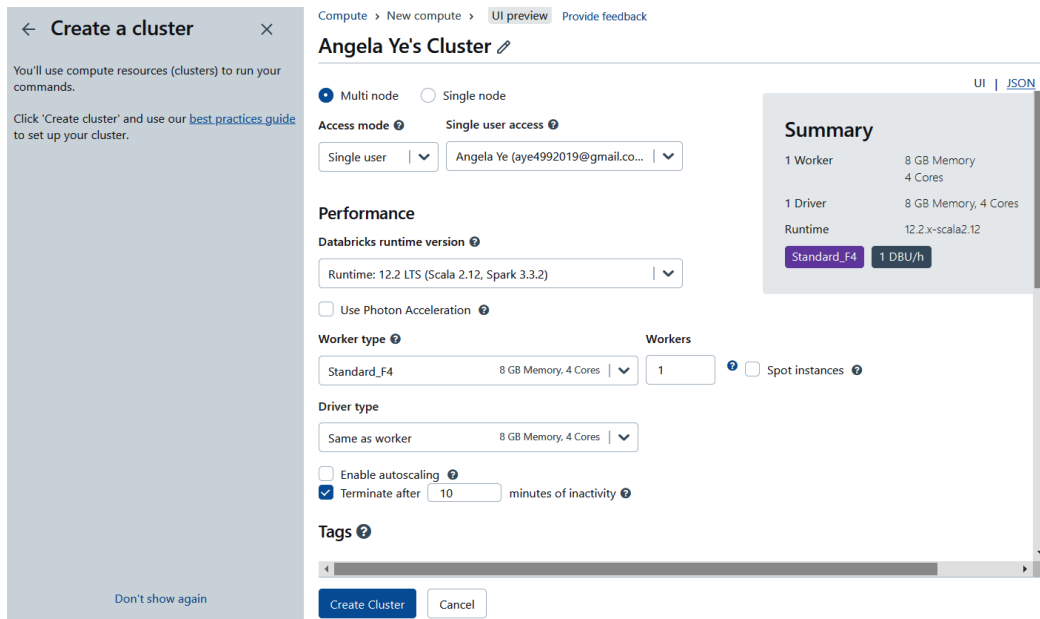 Create a cluster
You'll use compute resources (clusters) to run your
commands.
Click 'Create cluster' and use our best practices guide
to set up your cluster.
Don't show again
Compute > New compute > UI preview Provide feedback
Angela Ye's Cluster
UI | JSON
Multi node Single node
Access mode Single user access
Single user Angela Ye (aye4992019@gmail.co...
Performance
Databricks runtime version
Runtime: 12.2 LTS (Scala 2.12, Spark 3.3.2)
Use Photon Acceleration
Worker type Workers
Standard_F4 8 GB Memory, 4 Cores 1 Spot instances
Driver type
Same as worker 8 GB Memory, 4 Cores
Enable autoscaling
Terminate after 10 minutes of inactivity
Tags
Create Cluster Cancel
Summary
1 Worker 8 GB Memory
4 Cores
1 Driver 8 GB Memory, 4 Cores
Runtime 12.2.x-scala2.12
Standard_F4 1 DBU/h